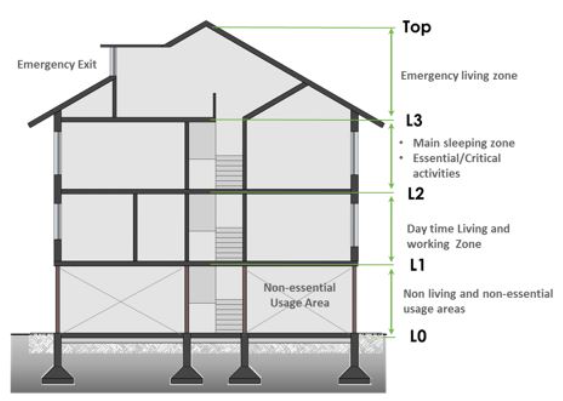 Top
Emergency Exit
Emergency living zone
L3
• Main sleeping zone
• Essential/Critical
activities
L2
Day time Living and
working Zone
L1
Non-essential
Usage Area
Non living and non-essential
usage areas
L0